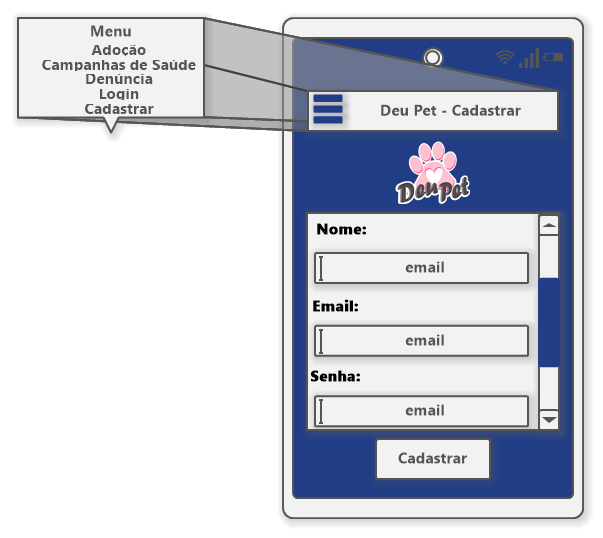 Menu
Adoção
Campanhas de Saúde
Denúncia
Login
Cadastrar
Deu Pet - Cadastrar
Deu Pet
Nome:
email
Email:
email
Senha:
email
Cadastrar